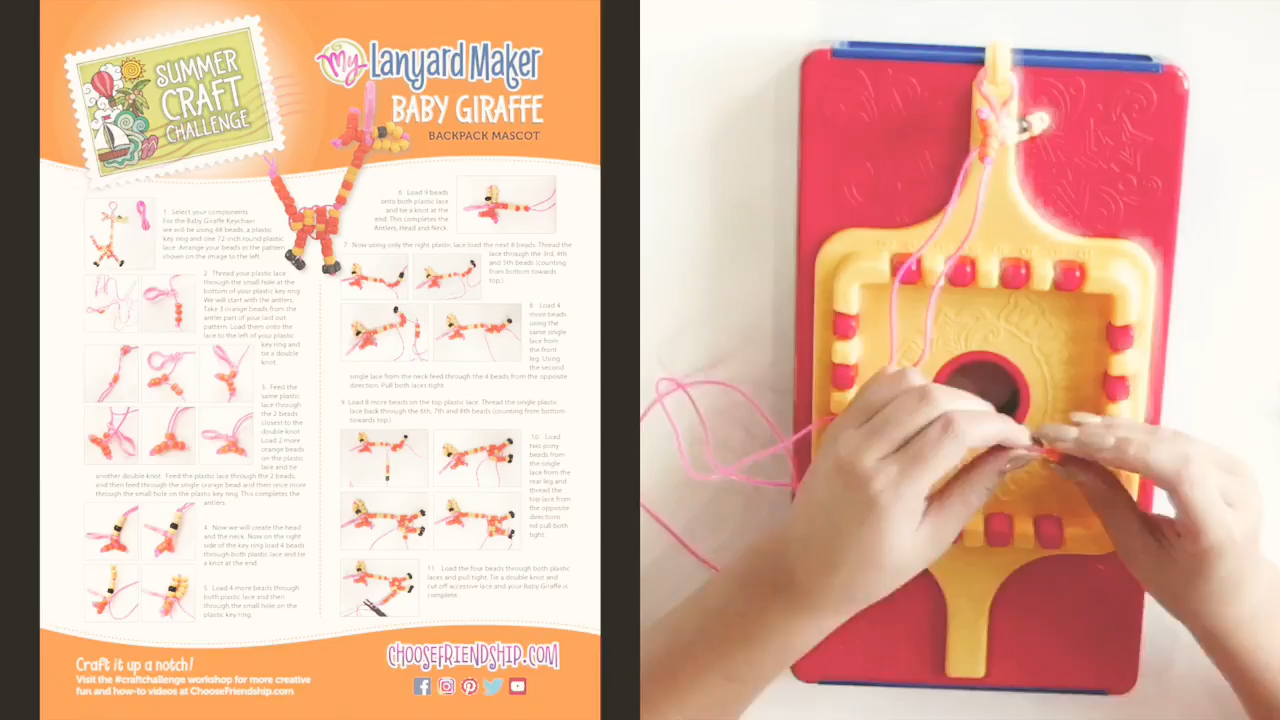 SUMMER
CRAFT
CHALLENGE
my Lanyard Maker
BABY GIRAFFE
BACKPACK MASCOT
1. Select your components
For the Baby Giraffe Keychain
we will be using 48 beads, a plastic
key ring and one 72-inch round plastic
lace. Arrange your beads in the pattern
shown on the image to the left.
2. Thread your plastic lace
through the small hole at the
bottom of your plastic key ring.
We will start with the antlers.
Take 3 orange beads from the
antler part of your laid out
pattern. Load them onto the
lace to the left of your plastic
key ring and
tie a double
knot.
3. Feed the
same plastic
lace through
the 2 beads
closest to the
double knot.
Load 2 more
orange beads
on the plastic
lace and tie
another double knot. Feed the plastic lace through the 2 beads,
and then feed through the single orange bead and then once more
through the small hole on the plastic key ring. This completes the
antlers.
4. Now we will create the head
and the neck. Now on the right
side of the key ring load 4 beads
through both plastic lace and tie
a knot at the end.
5. Load 4 more beads through
both plastic lace and then
through the small hole on the
plastic key ring.
6. Load 9 beads
onto both plastic lace
and tie a knot at the
end. This completes the
Antlers, Head and Neck.
7. Now using only the right plastic lace load the next 8 beads. Thread the
lace through the 3rd, 4th
and 5th beads (counting
from bottom towards
top.)
8. Load 4
more beads
using the
same single
lace from
the front
leg. Using
the second
single lace from the neck feed through the 4 beads from the opposite
direction. Pull both laces tight.
9. Load 8 more beads on the top plastic lace. Thread the single plastic
lace back through the 6th, 7th and 8th beads (counting from bottom
towards top.)
10. Load
two pony
beads from
the single
lace from the
rear leg and
thread the
top lace from
the opposite
directions
nd pull both
tight.
11. Load the four beads through both plastic
laces and pull tight. Tie a double knot and
cut off excessive lace and your Baby Giraffe is
complete.
Craft it up a notch!
Visit the #craftchallenge workshop for more creative
fun and how-to videos at ChooseFriendship.com
CHOOSEFRIENDSHIP.COM